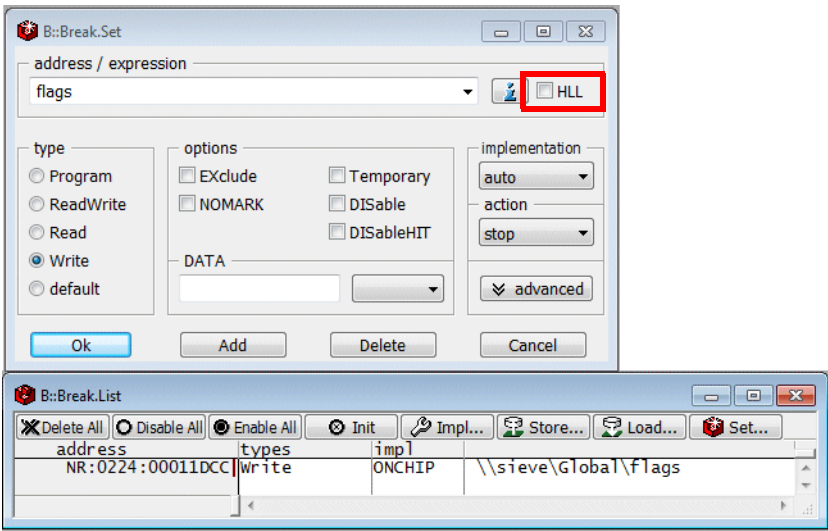 B::Break.Set
address / expression
flags
i HLL
type options implementation
Program EXclude Temporary auto
ReadWrite NOMARK DISable action
Read DISableHIT stop
Write DATA
default advanced
Ok Add Delete Cancel
B::Break.List
Delete All Disable All Enable All Init Impl... Store... Load... Set...
address types impl
NR:0224:00011DCC Write ONCHIP \\sieve\Global\flags